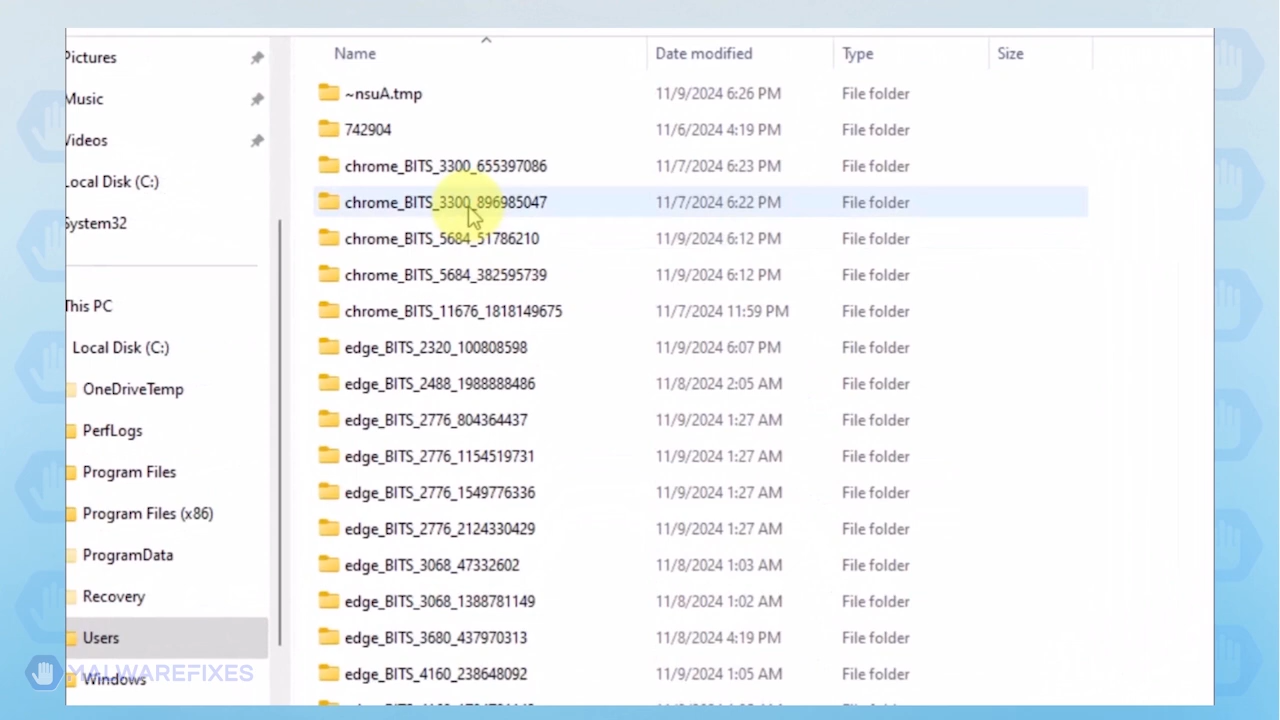 Pictures
Music
Videos
Local Disk (C:)
System32
This PC
Local Disk (C:)
OneDriveTemp
PerfLogs
Program Files
Program Files (x86)
ProgramData
Recovery
Users
Windows
MALWAREFIXES
Name Date modified Type Size
~nsuA.tmp 11/9/2024 6:26 PM File folder
742904 11/6/2024 4:19 PM File folder
chrome_BITS_3300_655397086 11/7/2024 6:23 PM File folder
chrome_BITS_3300_896985047 11/7/2024 6:22 PM File folder
chrome_BITS_5684_51786210 11/9/2024 6:12 PM File folder
chrome_BITS_5684_382595739 11/9/2024 6:12 PM File folder
chrome_BITS_11676_1818149675 11/7/2024 11:59 PM File folder
edge_BITS_2320_100808598 11/9/2024 6:07 PM File folder
edge_BITS_2488_1988888486 11/8/2024 2:05 AM File folder
edge_BITS_2776_804364437 11/9/2024 1:27 AM File folder
edge_BITS_2776_1154519731 11/9/2024 1:27 AM File folder
edge_BITS_2776_1549776336 11/9/2024 1:27 AM File folder
edge_BITS_2776_2124330429 11/9/2024 1:27 AM File folder
edge_BITS_3068_47332602 11/8/2024 1:03 AM File folder
edge_BITS_3068_1388781149 11/8/2024 1:02 AM File folder
edge_BITS_3680_437970313 11/8/2024 4:19 PM File folder
edge_BITS_4160_238648092 11/9/2024 1:05 AM File folder